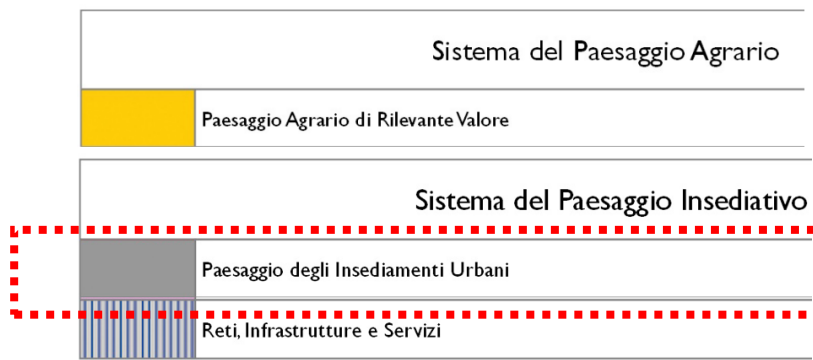 Sistema del Paesaggio Agrario
Paesaggio Agrario di Rilevante Valore
Sistema del Paesaggio Insediativo
Paesaggio degli Insediamenti Urbani
Reti, Infrastrutture e Servizi